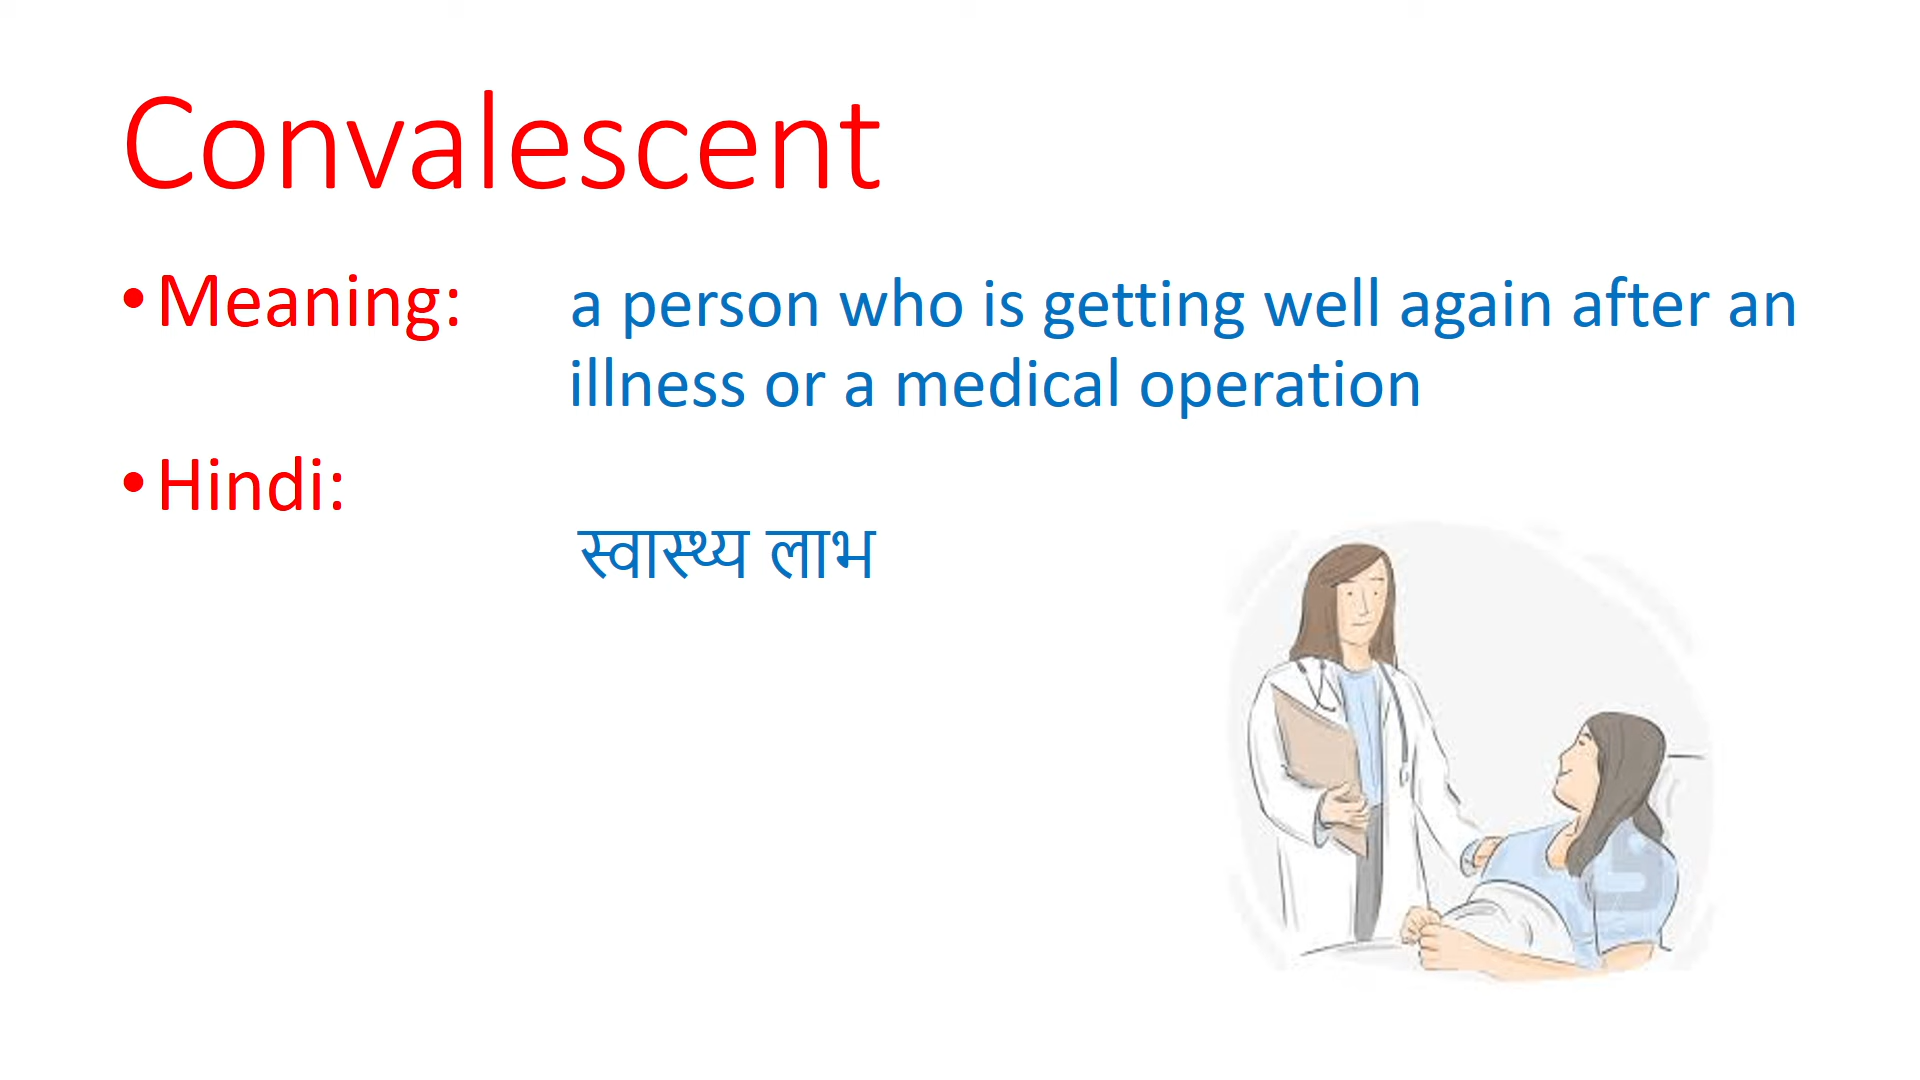 Convalescent
• Meaning: a person who is getting well again after an
illness or a medical operation
• Hindi:
स्वास्थ्य लाभ